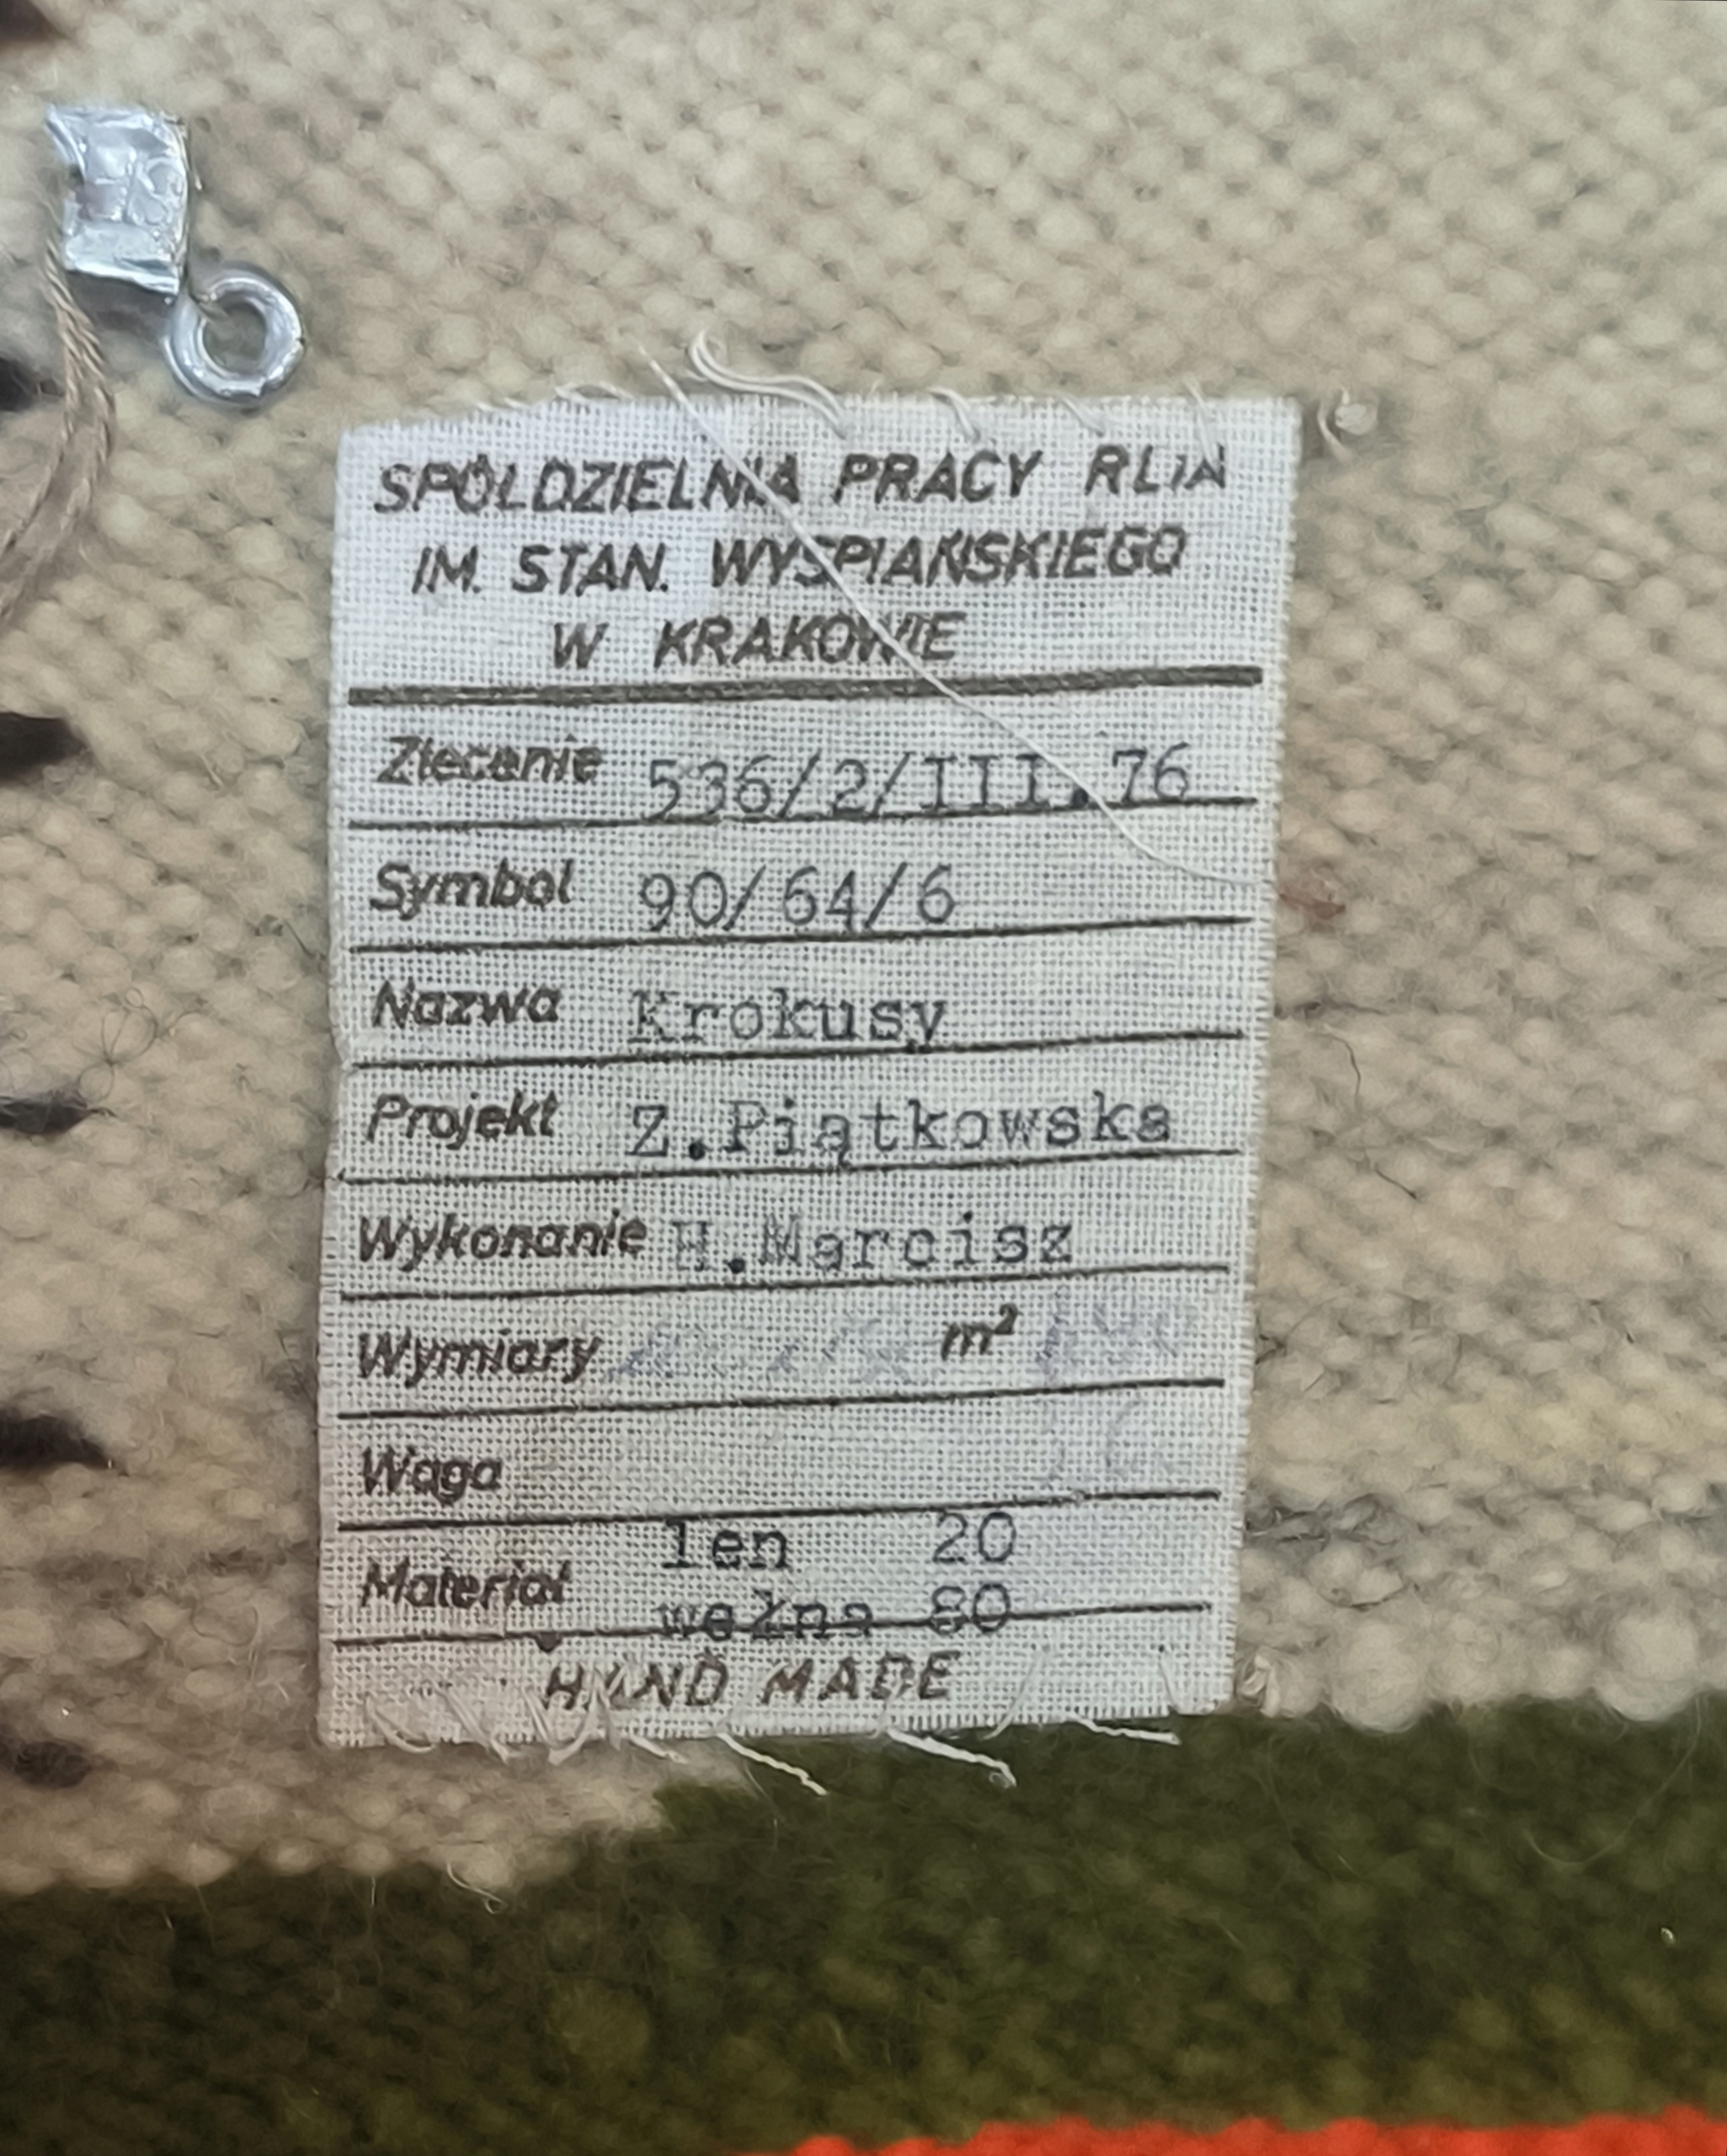 SPÓŁDZIELNIA PRACY RLiA
IM. STAN. WYSPIAŃSKIEGO
W KRAKOWIE
Zlecenie 536/2/III.76
Symbol 90/64/6
Nazwa Krokusy
Projekt Z.Piątkowska
Wykonanie H.Marcisz
Wymiary m²
Waga
len 20
Materiał wełna 80
HAND MADE